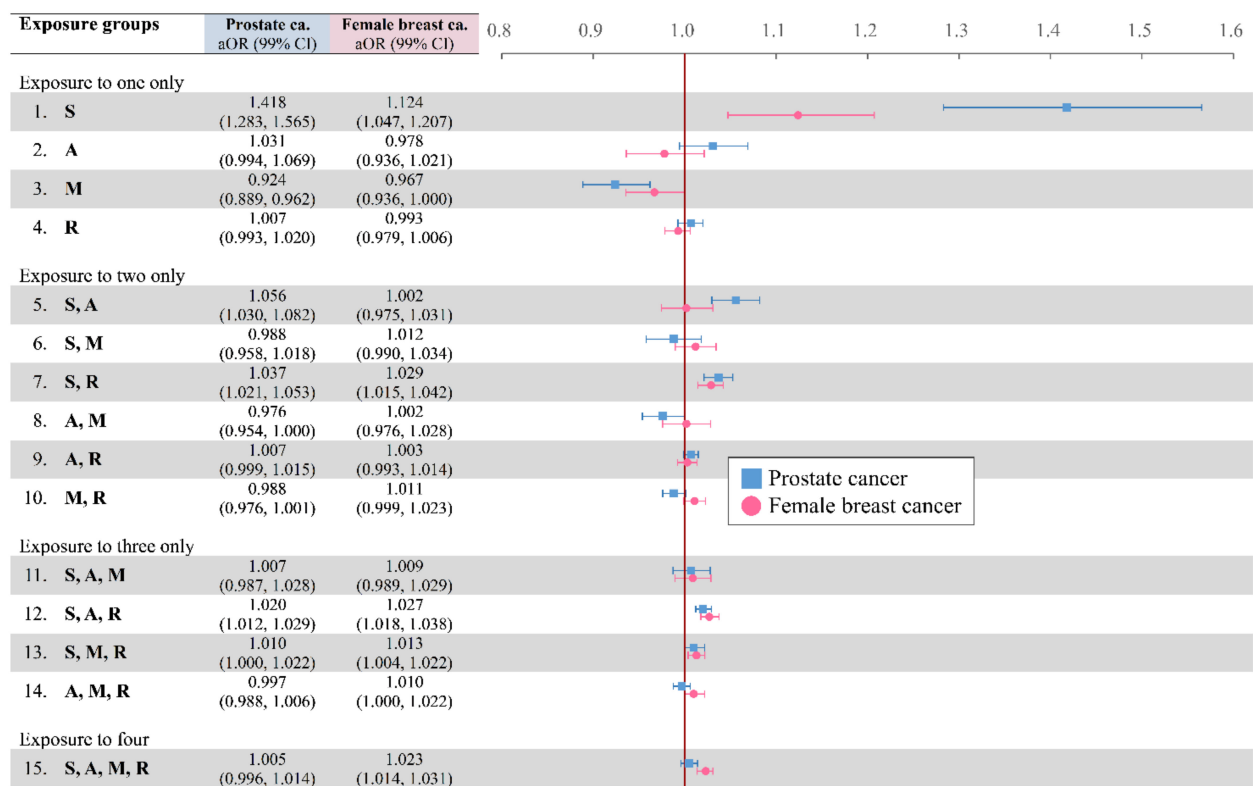 Exposure groups Prostate ca. Female breast ca.
aOR (99% CI) aOR (99% CI)
0.8 0.9 1.0 1.1 1.2 1.3 1.4 1.5 1.6
Exposure to one only
1. S 1.418 1.124
(1.283, 1.565) (1.047, 1.207)
2. A 1.031 0.978
(0.994, 1.069) (0.936, 1.021)
3. M 0.924 0.967
(0.889, 0.962) (0.936, 1.000)
4. R 1.007 0.993
(0.993, 1.020) (0.979, 1.006)
Exposure to two only
5. S, A 1.056 1.002
(1.030, 1.082) (0.975, 1.031)
6. S, M 0.988 1.012
(0.958, 1.018) (0.990, 1.034)
7. S, R 1.037 1.029
(1.021, 1.053) (1.015, 1.042)
8. A, M 0.976 1.002
(0.954, 1.000) (0.976, 1.028)
9. A, R 1.007 1.003
(0.999, 1.015) (0.993, 1.014)
10. M, R 0.988 1.011
(0.976, 1.001) (0.999, 1.023)
Prostate cancer
Female breast cancer
Exposure to three only
11. S, A, M 1.007 1.009
(0.987, 1.028) (0.989, 1.029)
12. S, A, R 1.020 1.027
(1.012, 1.029) (1.018, 1.038)
13. S, M, R 1.010 1.013
(1.000, 1.022) (1.004, 1.022)
14. A, M, R 0.997 1.010
(0.988, 1.006) (1.000, 1.022)
Exposure to four
15. S, A, M, R 1.005 1.023
(0.996, 1.014) (1.014, 1.031)